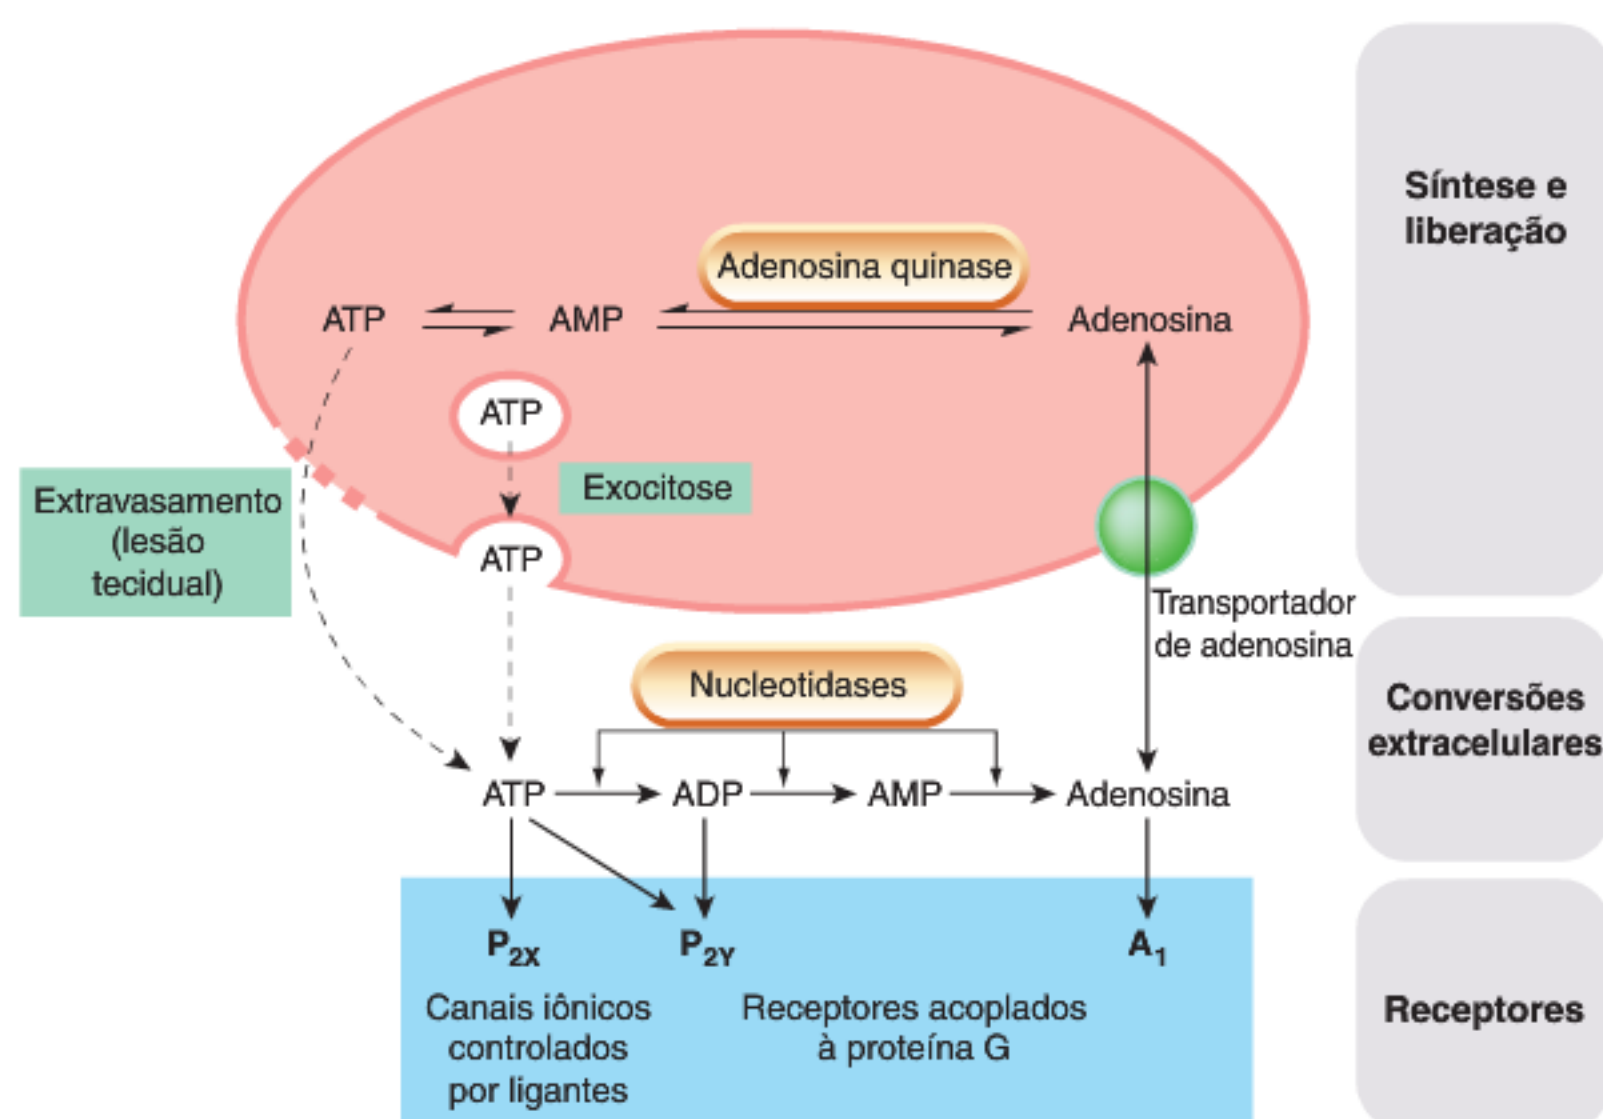 Síntese e
liberação
Adenosina quinase
ATP
AMP
Adenosina
ATP
Exocitose
Extravasamento
(lesão
tecidual)
ATP
Transportador
de adenosina
Nucleotidases
Conversões
extracelulares
ATP
ADP
AMP
Adenosina
P2X
P2Y
A1
Canais iônicos
controlados
por ligantes
Receptores acoplados
à proteína G
Receptores